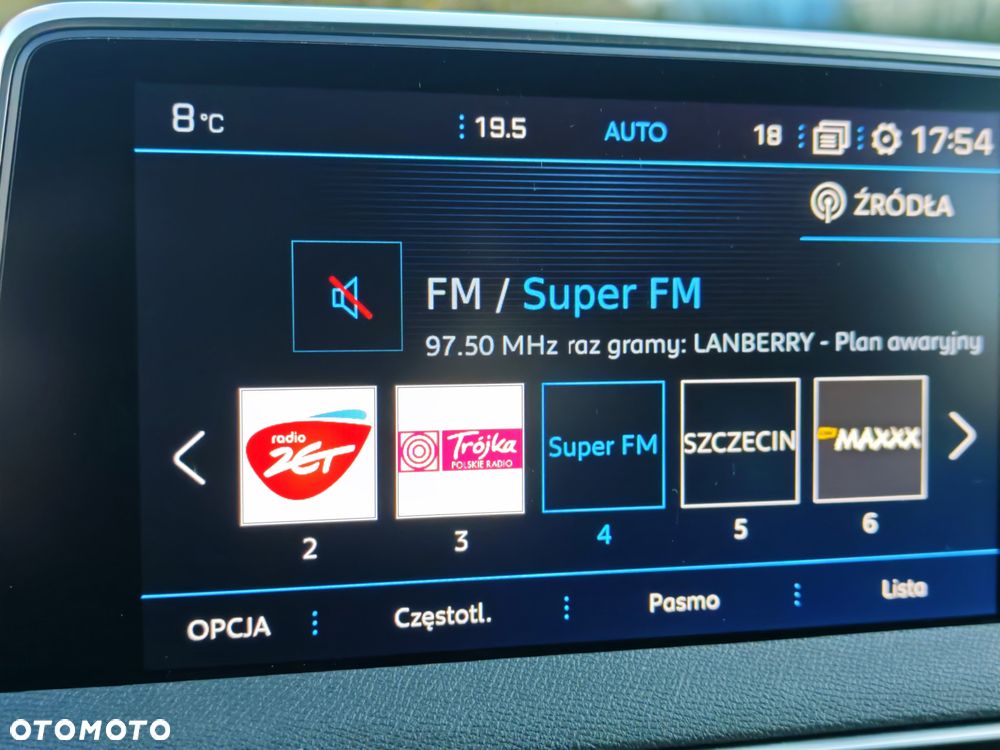 8°C 19.5 AUTO 18 17:54
ŹRÓDŁA
FM / Super FM
97.50 MHz raz gramy: LANBERRY - Plan awaryjny
radio
ZET
Trójka
POLSKIE RADIO
Super FM
SZCZECIN
MAXXX
2 3 4 5 6
OPCJA Częstotl. Pasmo Lista
OTOMOTO